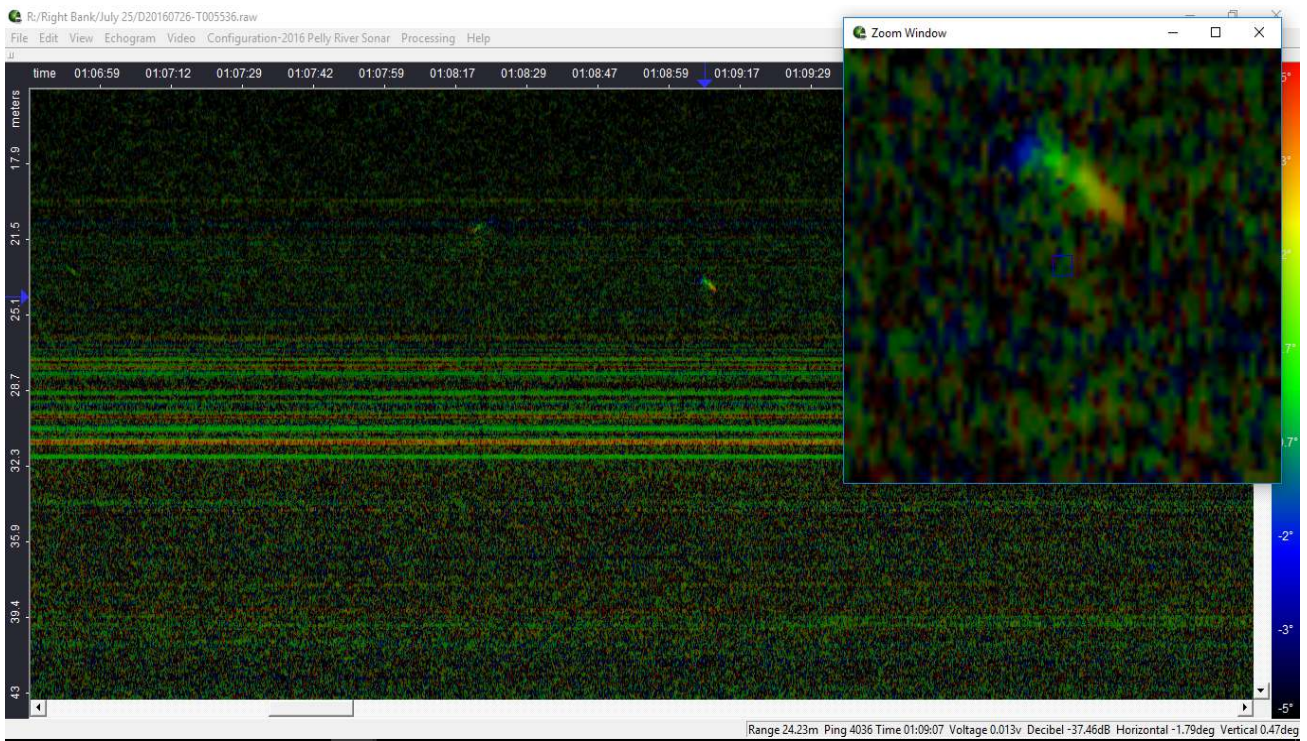 R:/Right Bank/July 25/D20160726-T005536.raw
File Edit View Echogram Video Configuration-2016 Pelly River Sonar Processing Help
Zoom Window
time 01:06:59 01:07:12 01:07:29 01:07:42 01:07:59 01:08:17 01:08:29 01:08:47 01:08:59 01:09:17 01:09:29
meters
17.9
21.5
25.1
28.7
32.3
35.9
39.4
43
-2°
-3°
-5°
Range 24.23m Ping 4036 Time 01:09:07 Voltage 0.013v Decibel -37.46dB Horizontal -1.79deg Vertical 0.47deg